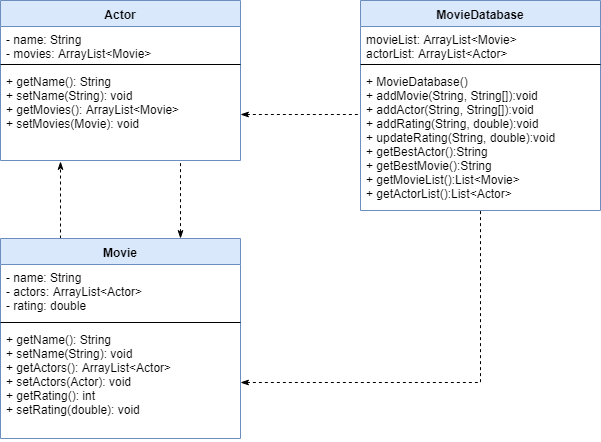 Actor
- name: String
- movies: ArrayList<Movie>
+ getName(): String
+ setName(String): void
+ getMovies(): ArrayList<Movie>
+ setMovies(Movie): void
MovieDatabase
movieList: ArrayList<Movie>
actorList: ArrayList<Actor>
+ MovieDatabase()
+ addMovie(String, String[]):void
+ addActor(String, String[]):void
+ addRating(String, double):void
+ updateRating(String, double):void
+ getBestActor():String
+ getBestMovie():String
+ getMovieList():List<Movie>
+ getActorList():List<Actor>
Movie
- name: String
- actors: ArrayList<Actor>
- rating: double
+ getName(): String
+ setName(String): void
+ getActors(): ArrayList<Actor>
+ setActors(Actor): void
+ getRating(): int
+ setRating(double): void